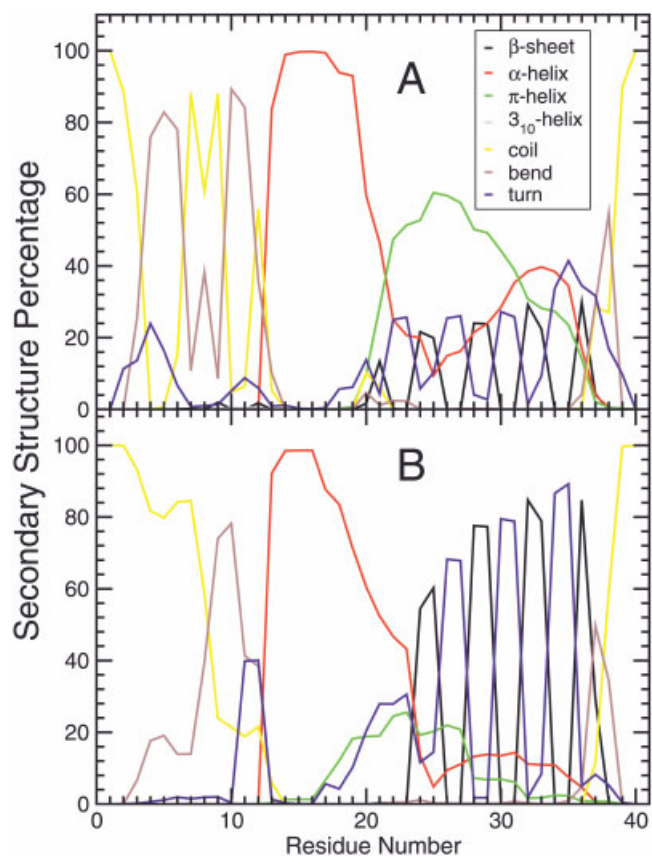 100
80
60
40
20
0
A
β-sheet
α-helix
π-helix
3₁₀-helix
coil
bend
turn
Secondary Structure Percentage
100
80
60
40
20
0
B
0 10 20 30 40
Residue Number